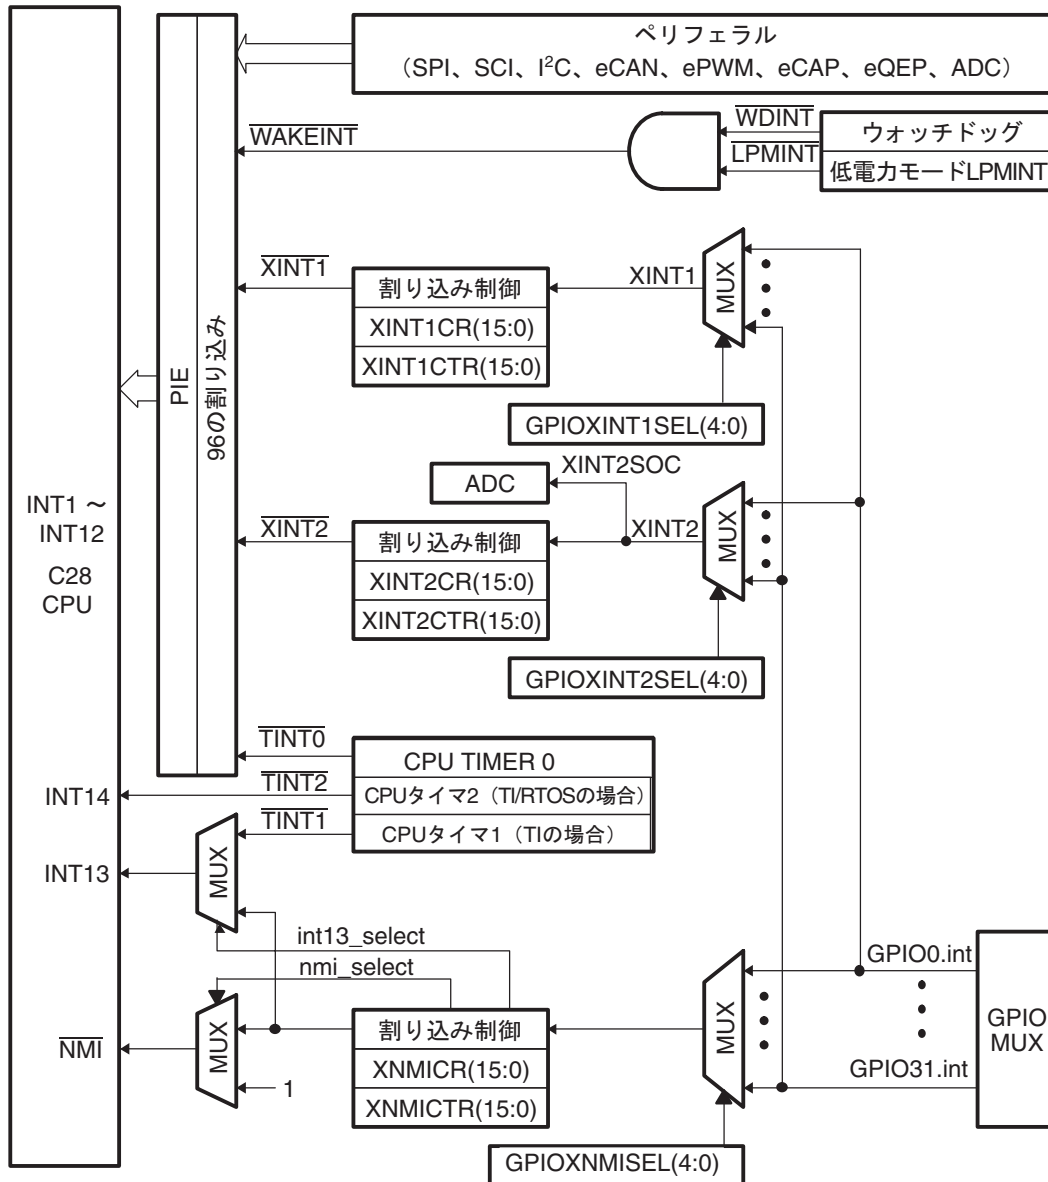 ペリフェラル
(SPI、SCI、I²C、eCAN、ePWM、eCAP、eQEP、ADC)
WDINT
WAKEINT
ウォッチドッグ
LPMINT
低電力モードLPMINT
XINT1
割り込み制御
XINT1CR(15:0)
XINT1CTR(15:0)
XINT1
MUX
GPIOXINT1SEL(4:0)
PIE
96の割り込み
INT1 ～
INT12
C28
CPU
ADC
XINT2SOC
XINT2
割り込み制御
XINT2CR(15:0)
XINT2CTR(15:0)
XINT2
MUX
GPIOXINT2SEL(4:0)
TINT0
CPU TIMER 0
INT14
TINT2
CPUタイマ2（TI/RTOSの場合）
TINT1
CPUタイマ1（TIの場合）
INT13
MUX
int13_select
nmi_select
NMI
MUX
1
割り込み制御
XNMICR(15:0)
XNMICTR(15:0)
MUX
GPIO0.int
GPIO31.int
GPIO
MUX
GPIOXNMISEL(4:0)